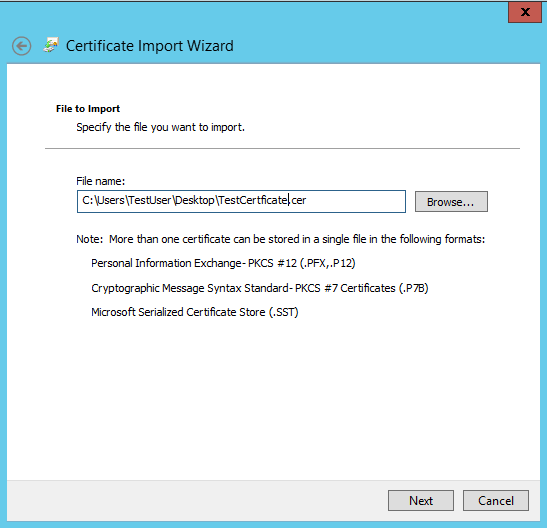 x
Certificate Import Wizard
File to Import
Specify the file you want to import.
File name:
C:\Users\TestUser\Desktop\TestCertficate.cer
Browse...
Note: More than one certificate can be stored in a single file in the following formats:
Personal Information Exchange- PKCS #12 (.PFX,.P12)
Cryptographic Message Syntax Standard- PKCS #7 Certificates (.P7B)
Microsoft Serialized Certificate Store (.SST)
Next
Cancel